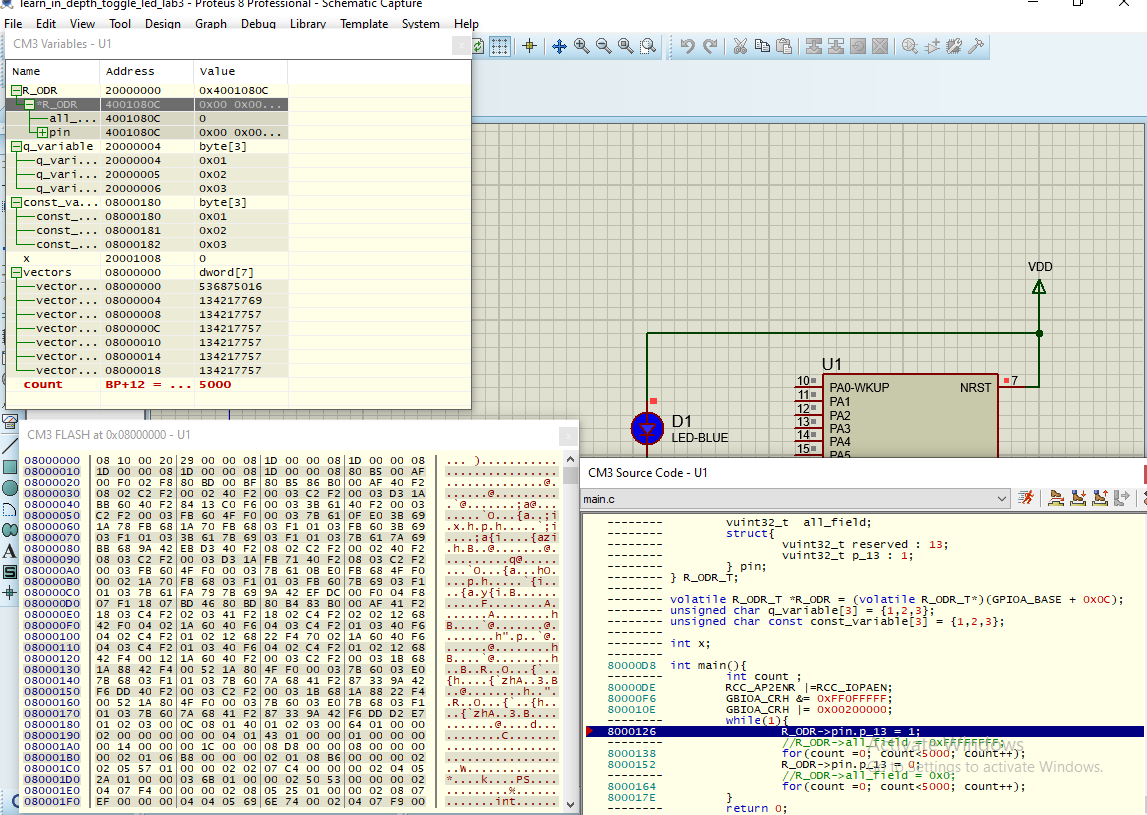 learn_in_depth_toggle_led_lab3 - Proteus 8 Professional - Schematic Capture
File Edit View Tool Design Graph Debug Library Template System Help
CM3 Variables - U1
Name Address Value
R_ODR 20000000 0x4001080C
*R_ODR 4001080C 0x00 0x00...
all_... 4001080C 0
pin 4001080C 0x00 0x00...
q_variable 20000004 byte[3]
q_vari... 20000004 0x01
q_vari... 20000005 0x02
q_vari... 20000006 0x03
const_va... 08000180 byte[3]
const_... 08000180 0x01
const_... 08000181 0x02
const_... 08000182 0x03
x 20001008 0
vectors 08000000 dword[7]
vector... 08000000 536875016
vector... 08000004 134217769
vector... 08000008 134217757
vector... 0800000C 134217757
vector... 08000010 134217757
vector... 08000014 134217757
vector... 08000018 134217757
count BP+12 = ... 5000
VDD
U1
10 PA0-WKUP NRST 7
11 PA1
12 PA2
13 PA3
14 PA4
15 PA5
D1
LED-BLUE
CM3 FLASH at 0x08000000 - U1
08000000 08 10 00 20 29 00 00 08 1D 00 00 08 1D 00 00 08
08000010 1D 00 00 08 1D 00 00 08 1D 00 00 08 80 B5 00 AF
08000020 00 F0 02 F8 80 BD 00 BF 80 B5 86 B0 00 AF 40 F2
08000030 08 02 C2 F2 00 02 40 F2 00 03 C2 F2 00 03 D3 1A
08000040 BB 60 40 F2 84 13 C0 F6 00 03 3B 61 40 F2 00 03
08000050 C2 F2 00 03 FB 60 4F F0 00 03 7B 61 0F E0 3B 69
08000060 1A 78 FB 68 1A 70 FB 68 03 F1 01 03 FB 60 3B 69
08000070 03 F1 01 03 3B 61 7B 69 03 F1 01 03 7B 61 7A 69
08000080 BB 68 9A 42 EB D3 40 F2 08 02 C2 F2 00 02 40 F2
08000090 08 03 C2 F2 00 03 D3 1A FB 71 40 F2 08 03 C2 F2
080000A0 00 03 FB 60 4F F0 00 03 7B 61 0B E0 FB 68 4F F0
080000B0 00 02 1A 70 FB 68 03 F1 01 03 FB 60 7B 69 03 F1
080000C0 01 03 7B 61 FA 79 7B 69 9A 42 EF DC 00 F0 04 F8
080000D0 07 F1 18 07 BD 46 80 BD 80 B4 83 B0 00 AF 41 F2
080000E0 18 03 C4 F2 02 03 41 F2 18 02 C4 F2 02 02 12 68
080000F0 42 F0 04 02 1A 60 40 F6 04 03 C4 F2 01 03 40 F6
08000100 04 02 C4 F2 01 02 12 68 22 F4 70 02 1A 60 40 F6
08000110 04 03 C4 F2 01 03 40 F6 04 02 C4 F2 01 02 12 68
08000120 42 F4 00 12 1A 60 40 F2 00 03 C2 F2 00 03 1B 68
08000130 1A 88 42 F4 00 52 1A 80 4F F0 00 03 7B 60 03 E0
08000140 7B 68 03 F1 01 03 7B 60 7A 68 41 F2 87 33 9A 42
08000150 F6 DD 40 F2 00 03 C2 F2 00 03 1B 68 1A 88 22 F4
08000160 00 52 1A 80 4F F0 00 03 7B 60 03 E0 7B 68 03 F1
08000170 01 03 7B 60 7A 68 41 F2 87 33 9A 42 F6 DD D2 E7
08000180 01 02 03 00 0C 08 01 40 01 02 03 00 64 01 00 00
08000190 02 00 00 00 00 00 04 01 43 01 00 01 00 00 01 00
080001A0 00 14 00 00 00 1C 00 00 08 D8 00 00 08 00 00 00
080001B0 00 02 01 06 B8 00 00 00 02 01 08 B6 00 00 00 02
080001C0 02 05 57 01 00 00 02 02 07 C4 00 00 00 02 04 05
080001D0 2A 01 00 00 03 6B 01 00 00 02 50 53 00 00 00 02
080001E0 04 07 F4 00 00 00 02 08 05 25 01 00 00 02 08 07
080001F0 EF 00 00 00 04 04 05 69 6E 74 00 02 04 07 F9 00
CM3 Source Code - U1
main.c
-------- vuint32_t all_field;
-------- struct{
-------- vuint32_t reserved : 13;
-------- vuint32_t p_13 : 1;
-------- } pin;
-------- } R_ODR_T;
--------
-------- volatile R_ODR_T *R_ODR = (volatile R_ODR_T*)(GPIOA_BASE + 0x0C);
-------- unsigned char q_variable[3] = {1,2,3};
-------- unsigned char const const_variable[3] = {1,2,3};
--------
-------- int x;
--------
80000D8 int main(){
-------- int count ;
80000DE RCC_AP2ENR |=RCC_IOPAEN;
80000F6 GBIOA_CRH &= 0xFF0FFFFF;
800010E GBIOA_CRH |= 0x00200000;
-------- while(1){
8000126 R_ODR->pin.p_13 = 1;
-------- //R_ODR->all_field = 0xFFFFFFFF;
8000138 for(count =0; count<5000; count++);
8000152 R_ODR->pin.p_13 = 0;
-------- //R_ODR->all_field = 0x0;
8000164 for(count =0; count<5000; count++);
800017E }
-------- return 0;